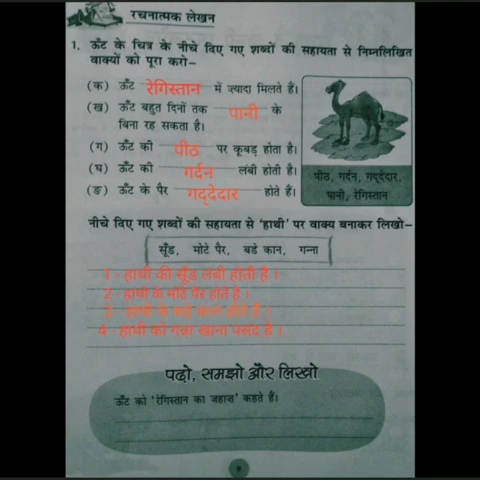 रचनात्मक लेखन
1. ऊँट के चित्र के नीचे दिए गए शब्दों की सहायता से निम्नलिखित
वाक्यों को पूरा करो–
(क) ऊँट रेगिस्तान में ज्यादा मिलते हैं।
(ख) ऊँट बहुत दिनों तक पानी के
बिना रह सकता है।
(ग) ऊँट की पीठ पर कूबड़ होता है।
(घ) ऊँट की गर्दन लंबी होती है।
(ङ) ऊँट के पैर गद्देदार होते हैं।
पीठ, गर्दन, गद्देदार,
पानी, रेगिस्तान
नीचे दिए गए शब्दों की सहायता से 'हाथी' पर वाक्य बनाकर लिखो–
सूँड, मोटे पैर, बड़े कान, गन्ना
1 - हाथी की सूँड लंबी होती है ।
2 - हाथी के मोटे पैर होते है ।
3 - हाथी के बड़े कान होते हैं ।
4 - हाथी को गन्ना खाना पसंद है ।
पढ़ो, समझो और लिखो
ऊँट को 'रेगिस्तान का जहाज' कहते हैं।